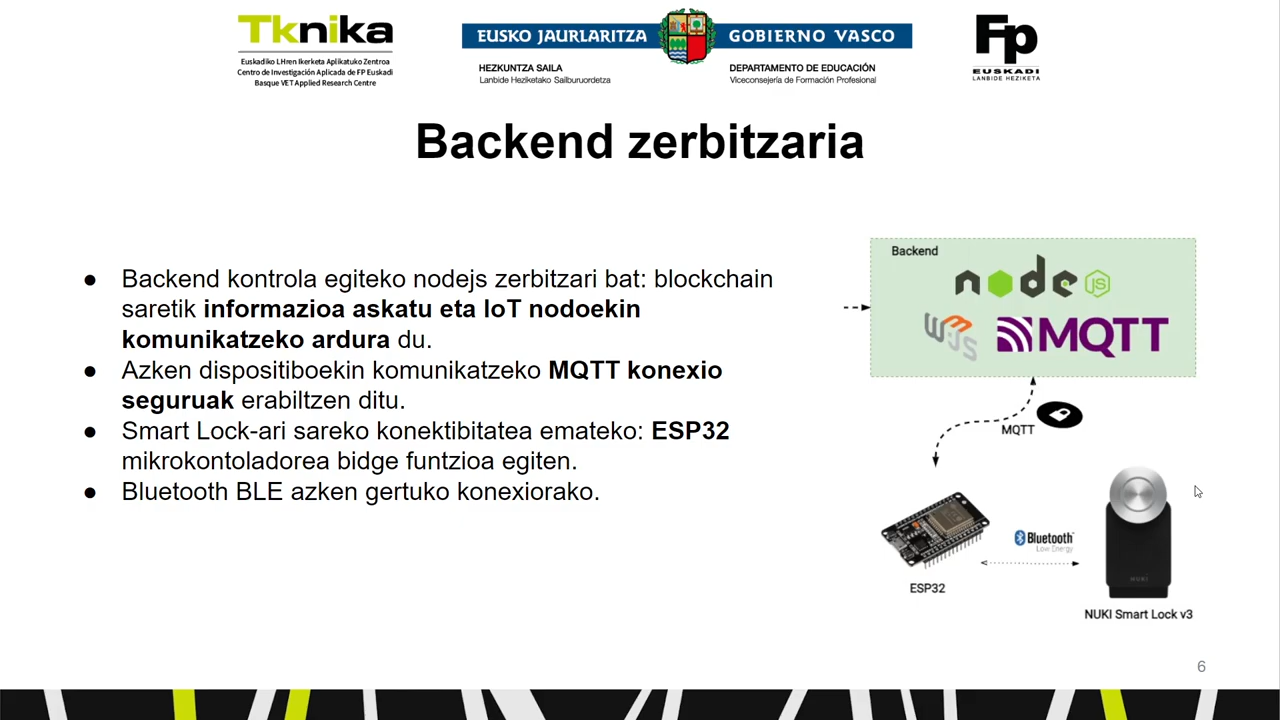 Tknika
Euskadiko LHren Ikerketa Aplikatuko Zentroa
Centro de Investigación Aplicada de FP Euskadi
Basque VET Applied Research Centre
EUSKO JAURLARITZA
GOBIERNO VASCO
HEZKUNTZA SAILA
Lanbide Heziketako Sailburuordetza
DEPARTAMENTO DE EDUCACIÓN
Viceconsejería de Formación Profesional
Fp
EUSKADI
LANBIDE HEZIKETA
Backend zerbitzaria
● Backend kontrola egiteko nodejs zerbitzari bat: blockchain
saretik informazioa askatu eta IoT nodoekin
komunikatzeko ardura du.
● Azken dispositiboekin komunikatzeko MQTT konexio
seguruak erabiltzen ditu.
● Smart Lock-ari sareko konektibitatea emateko: ESP32
mikrokontoladorea bidge funtzioa egiten.
● Bluetooth BLE azken gertuko konexiorako.
Backend
node JS
W3JS
MQTT
MQTT
Bluetooth
Low Energy
NUKI
ESP32
NUKI Smart Lock v3
6